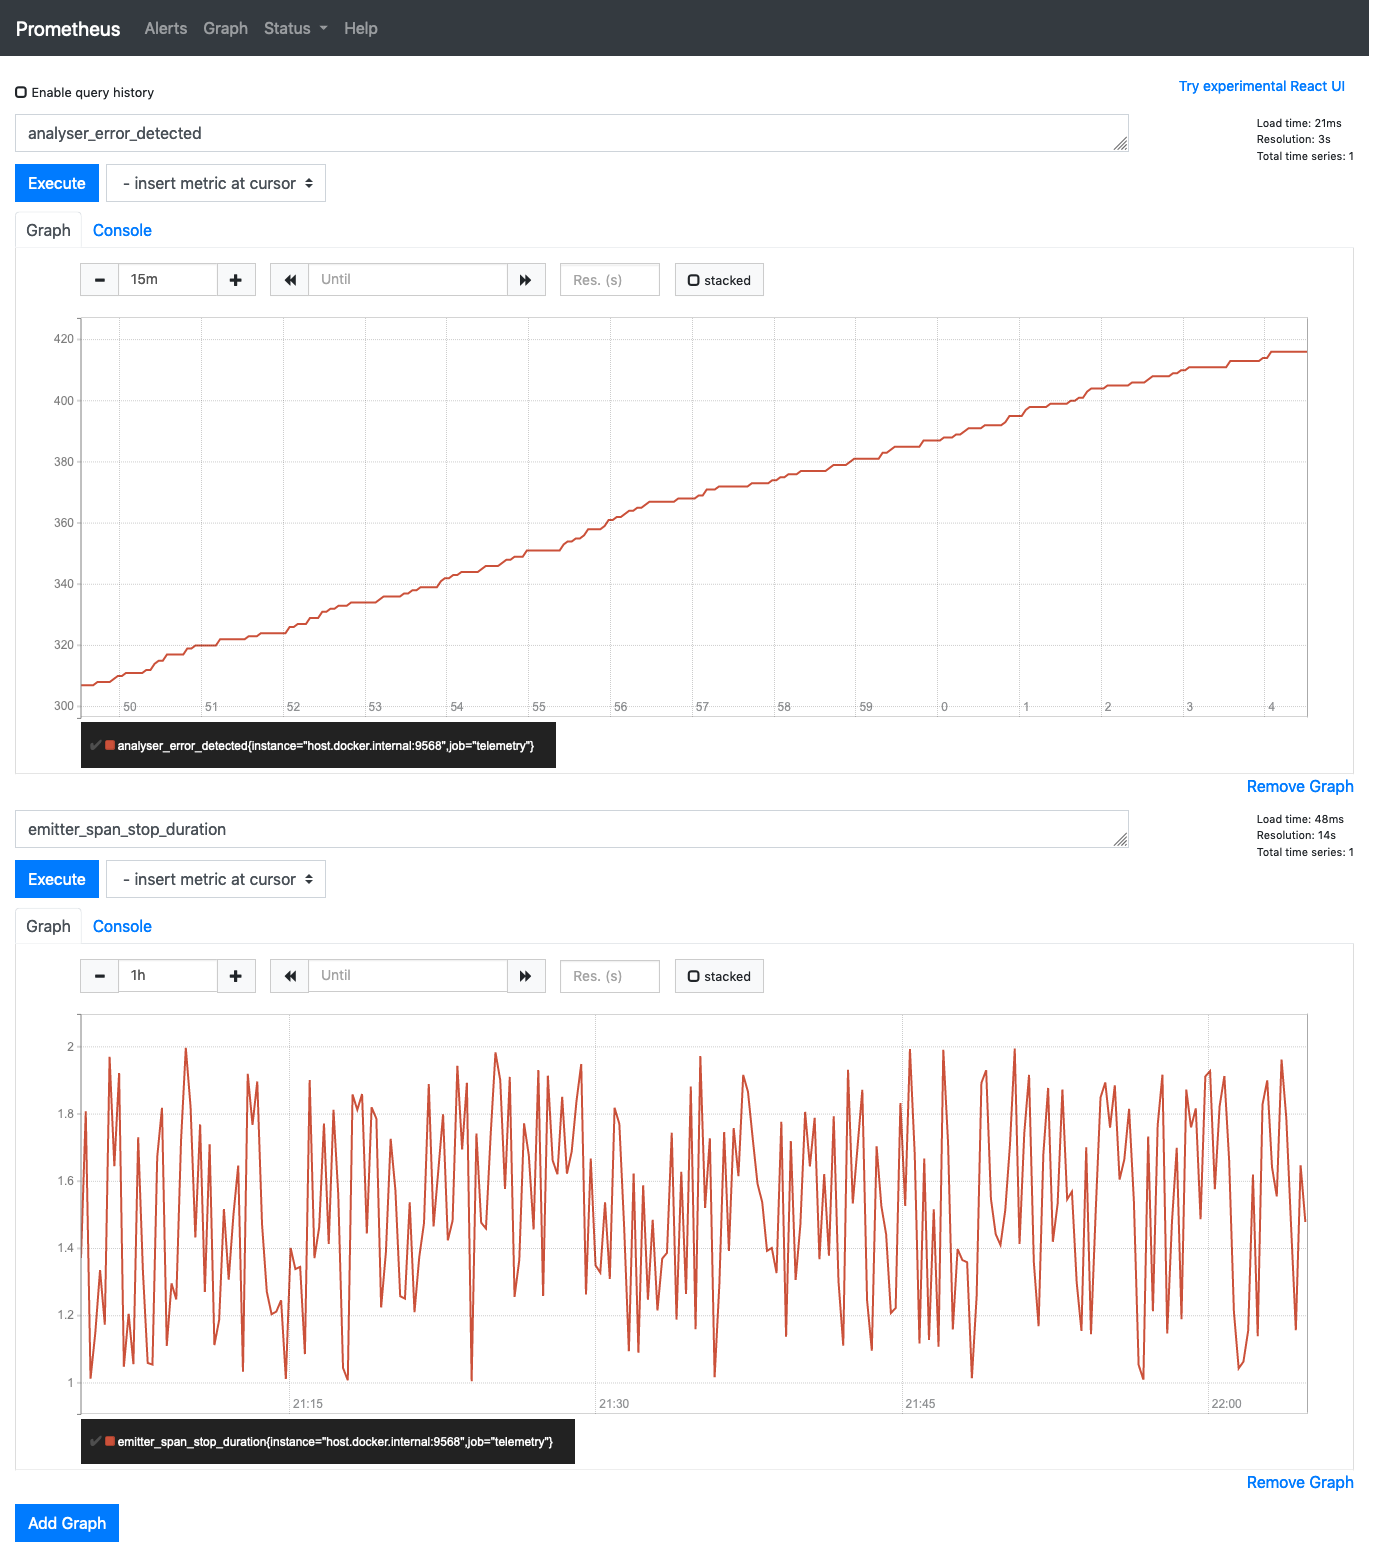 Prometheus Alerts Graph Status Help
Enable query history
Try experimental React UI
analyser_error_detected
Load time: 21ms
Resolution: 3s
Total time series: 1
Execute - insert metric at cursor
Graph Console
15m Until Res. (s) stacked
420
400
380
360
340
320
300
50 51 52 53 54 55 56 57 58 59 0 1 2 3 4
analyser_error_detected{instance="host.docker.internal:9568",job="telemetry"}
Remove Graph
emitter_span_stop_duration
Load time: 48ms
Resolution: 14s
Total time series: 1
Execute - insert metric at cursor
Graph Console
1h Until Res. (s) stacked
2
1.8
1.6
1.4
1.2
1
21:15 21:30 21:45 22:00
emitter_span_stop_duration{instance="host.docker.internal:9568",job="telemetry"}
Remove Graph
Add Graph